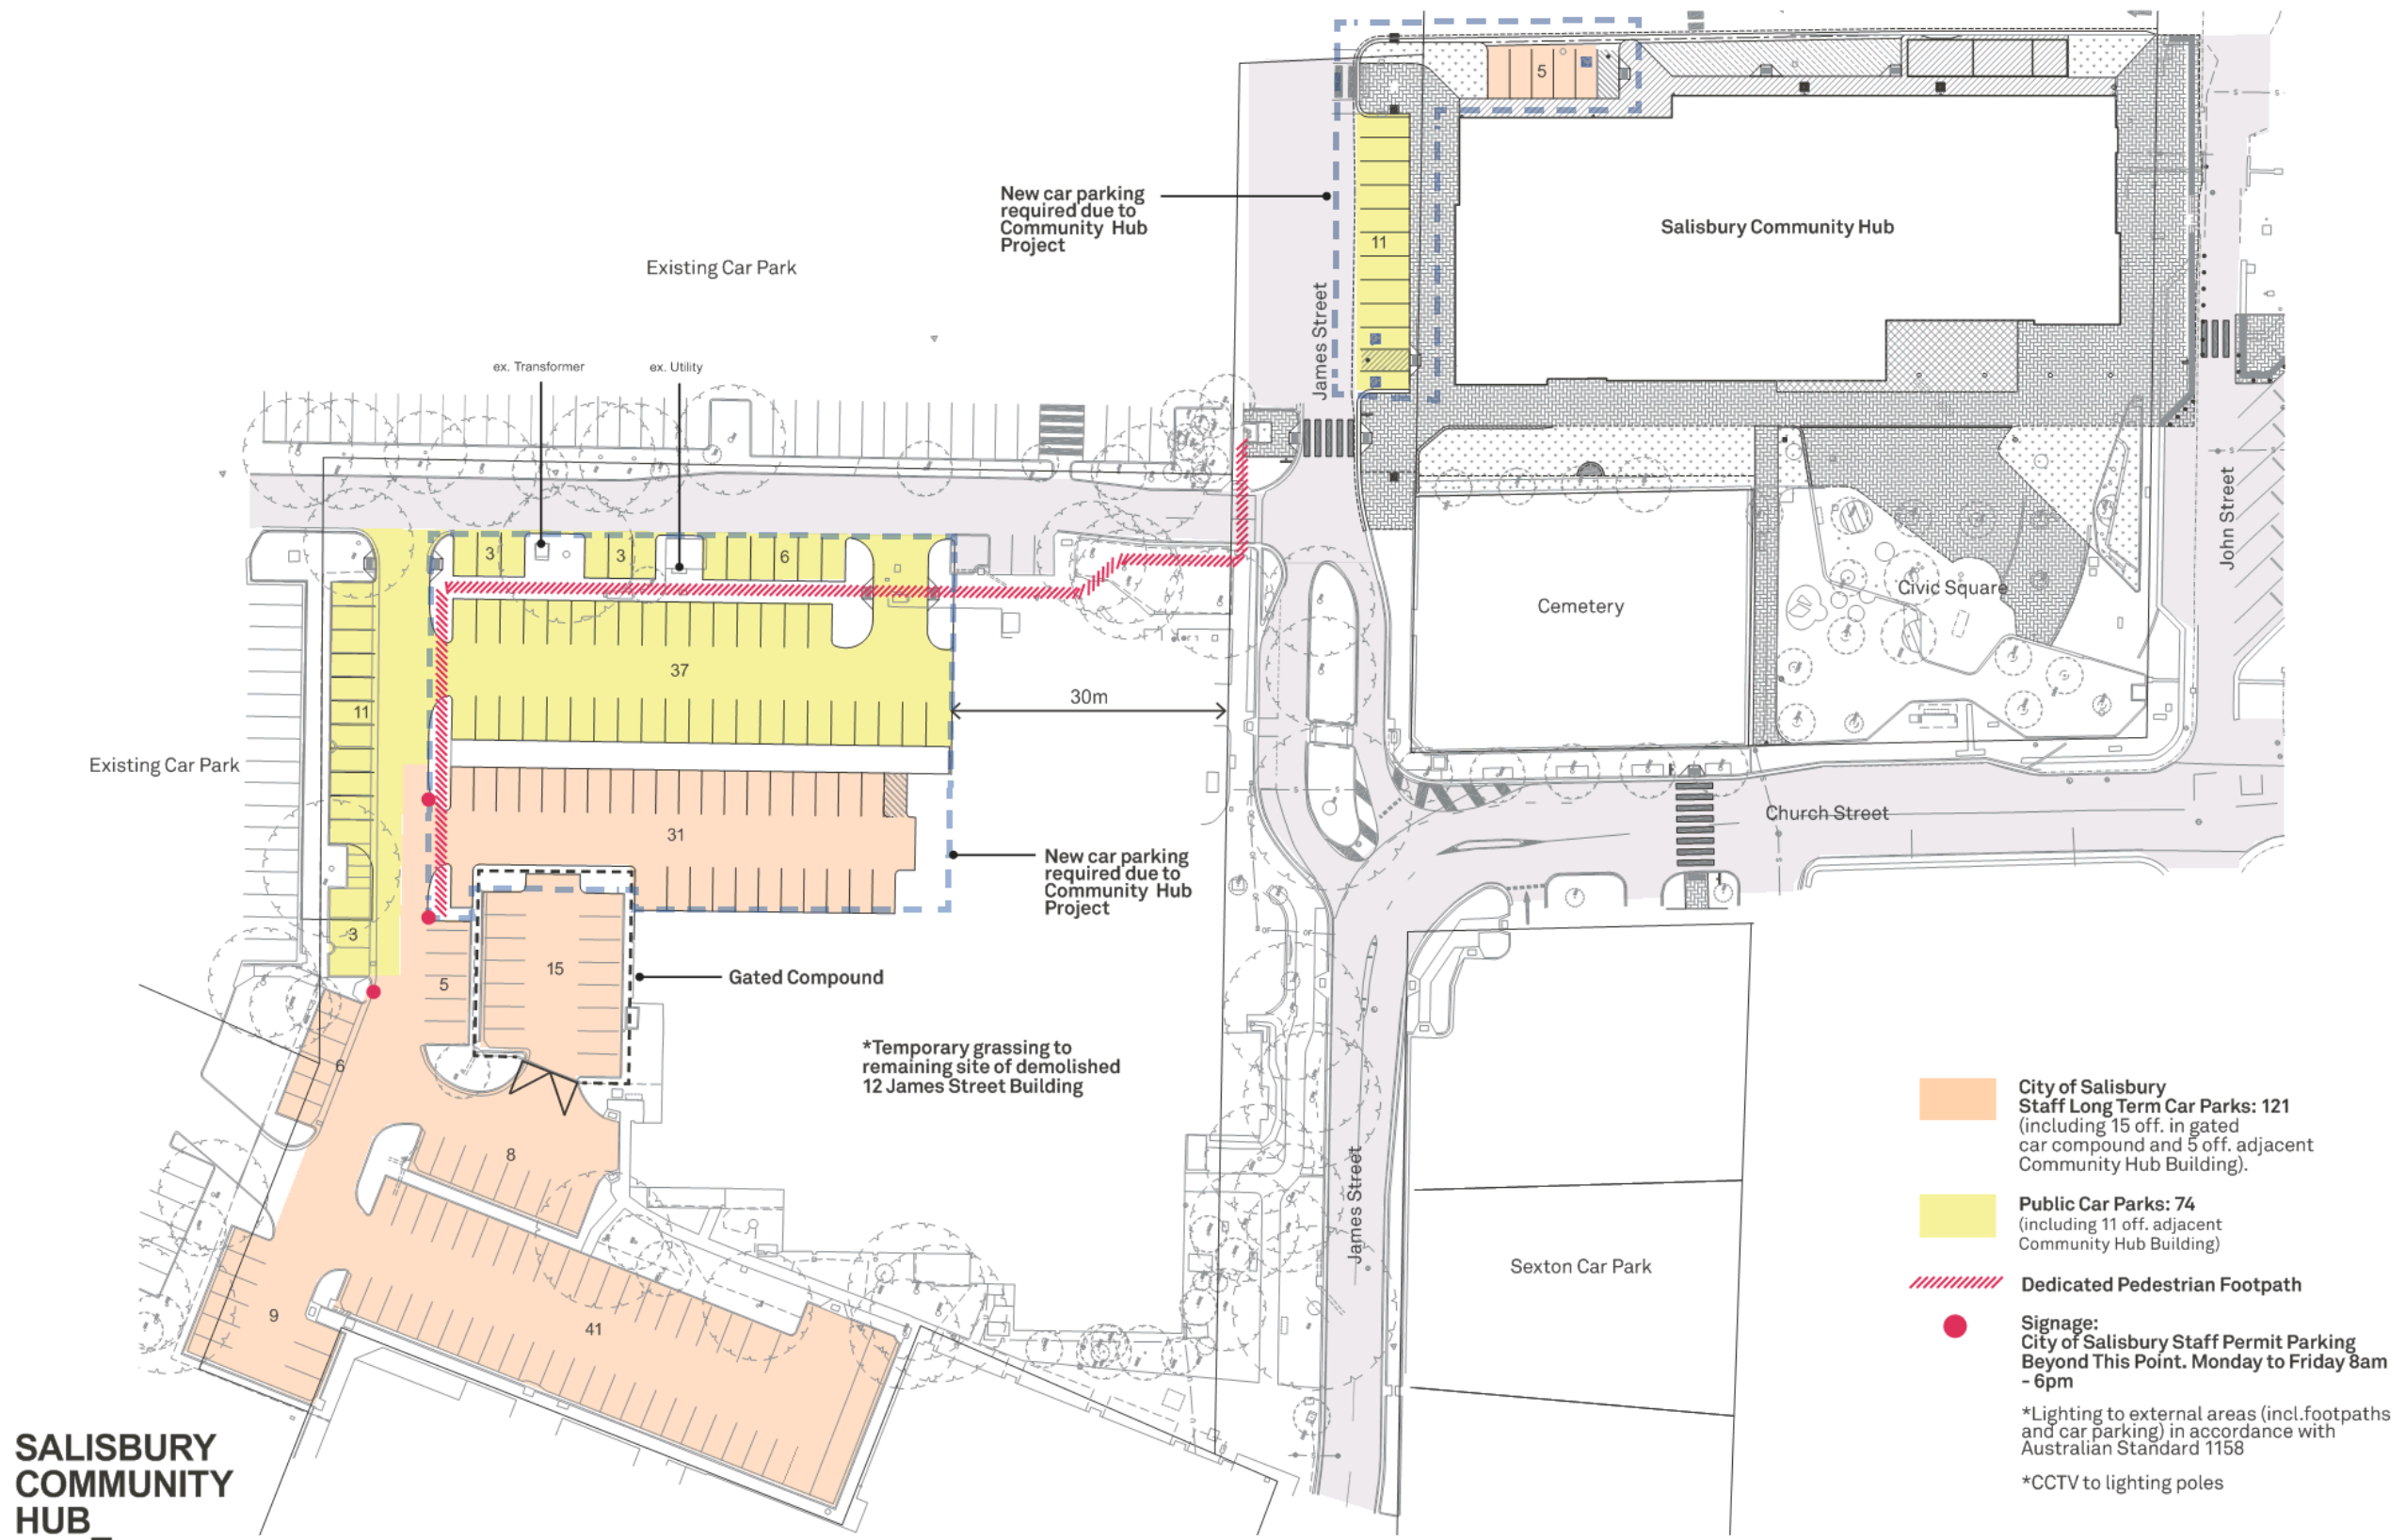 5
New car parking
required due to
Community Hub
Project
Salisbury Community Hub
11
Existing Car Park
James Street
ex. Transformer
ex. Utility
John Street
3
3
6
Civic Square
Cemetery
37
30m
11
Existing Car Park
Church Street
31
New car parking
required due to
Community Hub
Project
3
15
5
Gated Compound
*Temporary grassing to
remaining site of demolished
12 James Street Building
6
8
James Street
Sexton Car Park
9
41
City of Salisbury
Staff Long Term Car Parks: 121
(including 15 off. in gated
car compound and 5 off. adjacent
Community Hub Building).
Public Car Parks: 74
(including 11 off. adjacent
Community Hub Building)
Dedicated Pedestrian Footpath
Signage:
City of Salisbury Staff Permit Parking
Beyond This Point. Monday to Friday 8am
- 6pm
*Lighting to external areas (incl.footpaths
and car parking) in accordance with
Australian Standard 1158
*CCTV to lighting poles
SALISBURY
COMMUNITY
HUB_